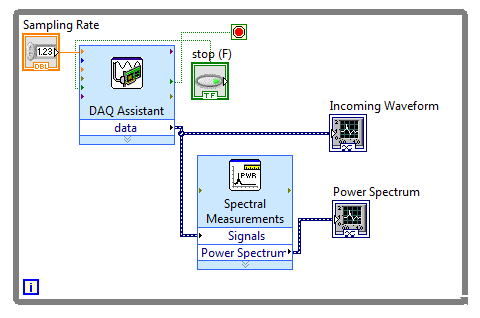 Sampling Rate
1.23
DBL
stop (F)
TF
DAQ Assistant
data
Incoming Waveform
PWR
Spectral
Measurements
Power Spectrum
Signals
Power Spectrum
i